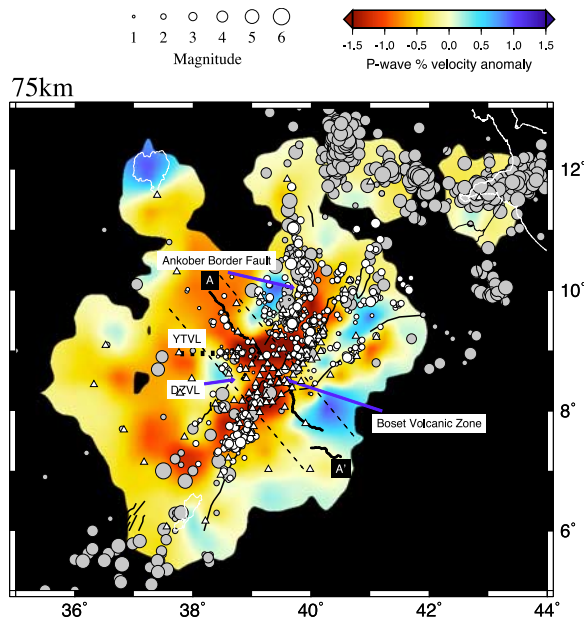 1 2 3 4 5 6
Magnitude
-1.5 -1.0 -0.5 0.0 0.5 1.0 1.5
P-wave % velocity anomaly
75km
12°
10°
8°
6°
Ankober Border Fault
A
YTVL
DZVL
Boset Volcanic Zone
A'
36° 38° 40° 42° 44°